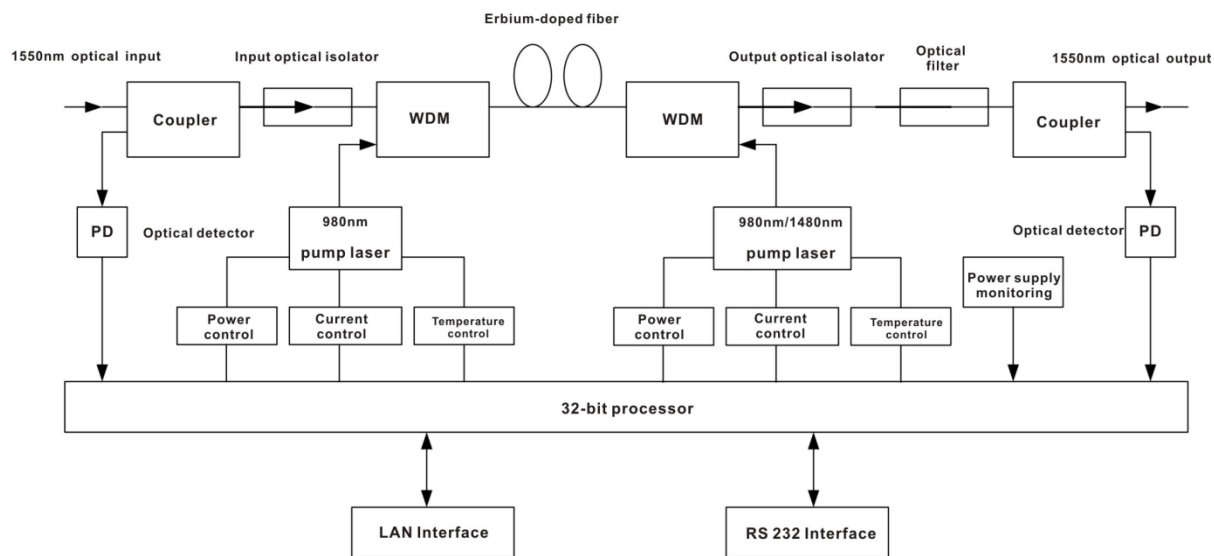 Erbium-doped fiber
1550nm optical input
Input optical isolator
Output optical isolator
Optical
filter
1550nm optical output
Coupler
WDM
WDM
Coupler
PD
Optical detector
980nm
pump laser
980nm/1480nm
pump laser
Optical detector
PD
Power supply
monitoring
Power
control
Current
control
Temperature
control
Power
control
Current
control
Temperature
control
32-bit processor
LAN Interface
RS 232 Interface